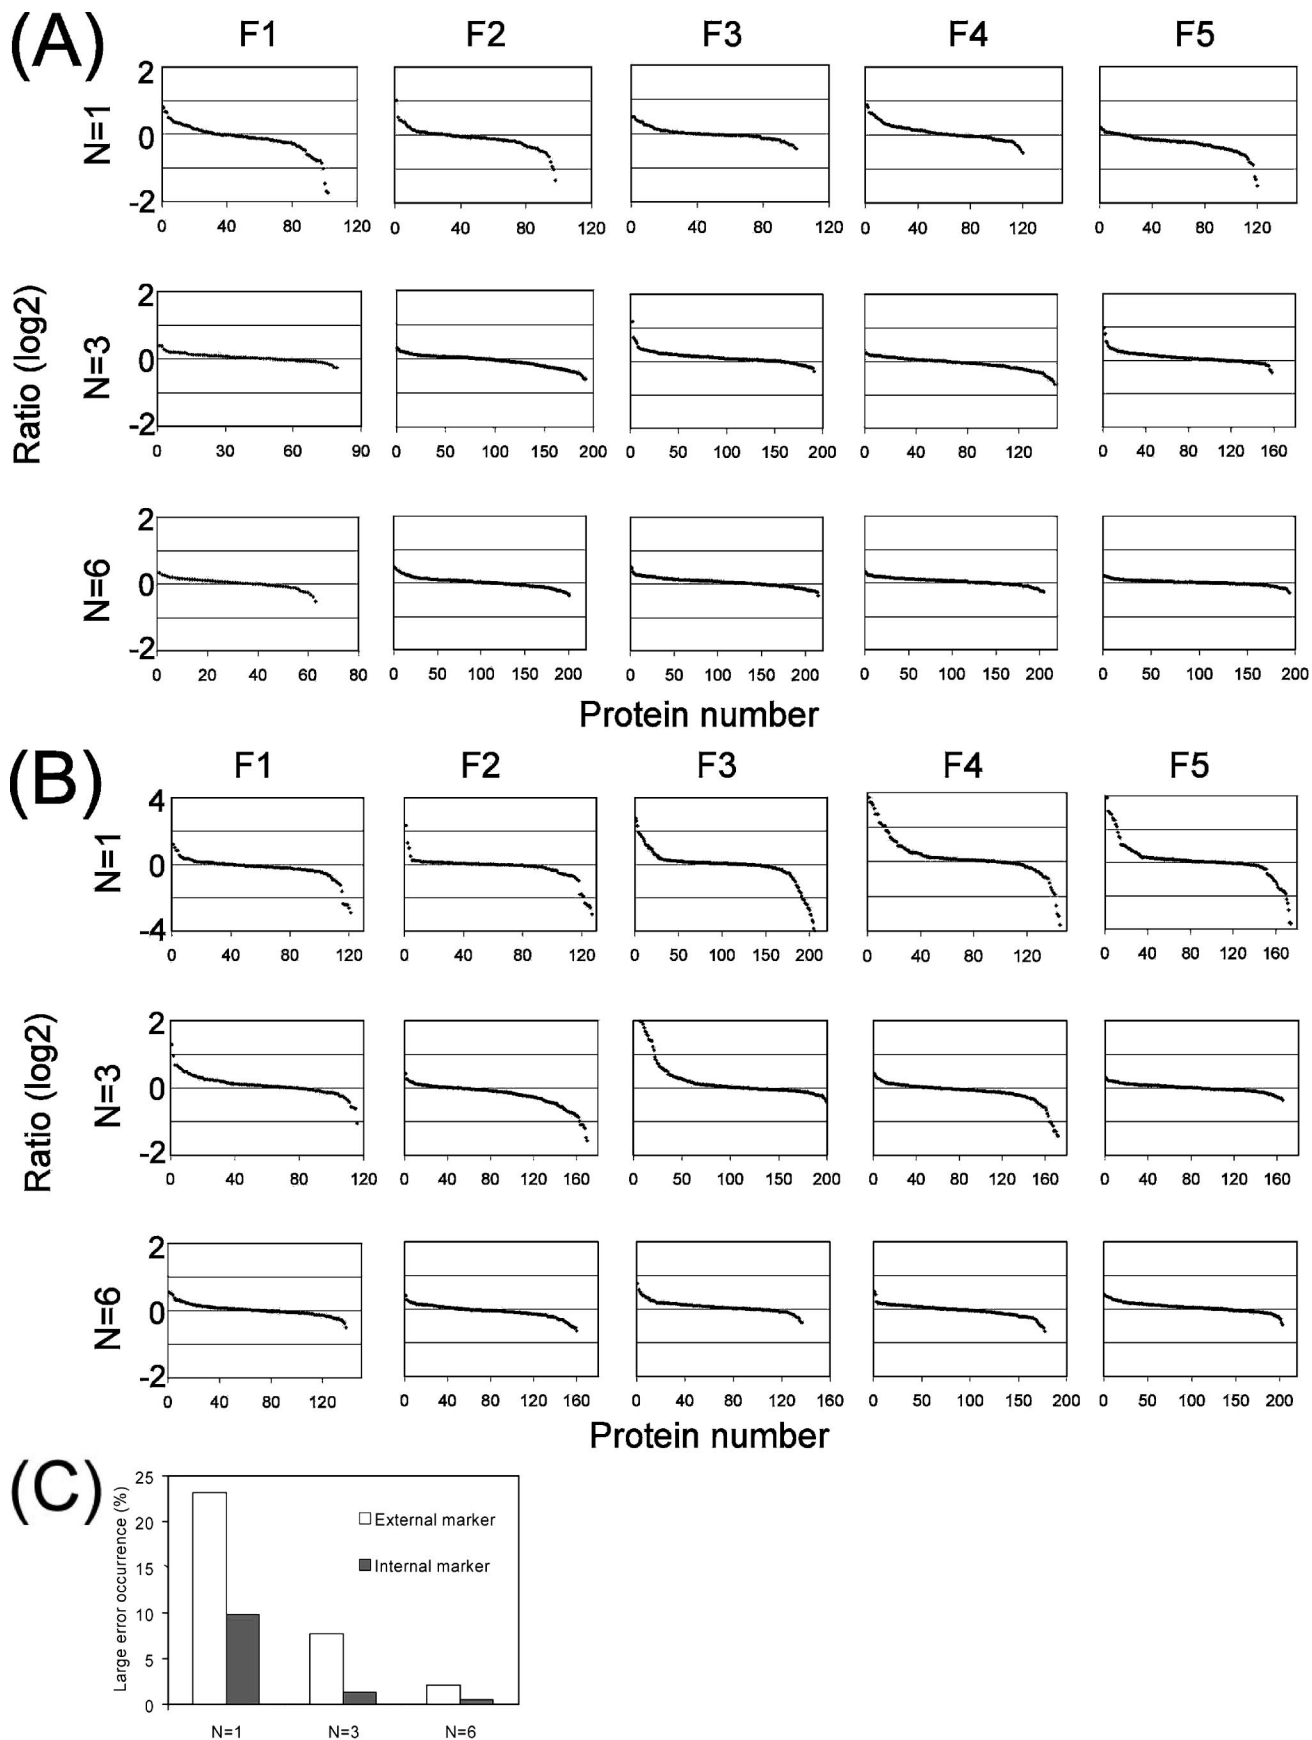 (A)
F1 F2 F3 F4 F5
N=1
2
0
-2
0 40 80 120 0 40 80 120 0 40 80 120 0 40 80 120 0 40 80 120
Ratio (log2)
N=3
2
0
-2
0 30 60 90 0 50 100 150 200 0 50 100 150 200 0 40 80 120 0 40 80 120 160
N=6
2
0
-2
0 20 40 60 80 0 50 100 150 200 0 50 100 150 200 0 50 100 150 200 0 50 100 150 200
Protein number
(B)
F1 F2 F3 F4 F5
N=1
4
0
-4
0 40 80 120 0 40 80 120 0 50 100 150 200 0 40 80 120 0 40 80 120 160
Ratio (log2)
N=3
2
0
-2
0 40 80 120 0 40 80 120 160 0 50 100 150 200 0 40 80 120 160 0 40 80 120 160
N=6
2
0
-2
0 40 80 120 0 40 80 120 160 0 40 80 120 160 0 50 100 150 200 0 50 100 150 200
Protein number
(C)
Large error occurrence (%)
25
20
15
10
5
0
External marker
Internal marker
N=1 N=3 N=6